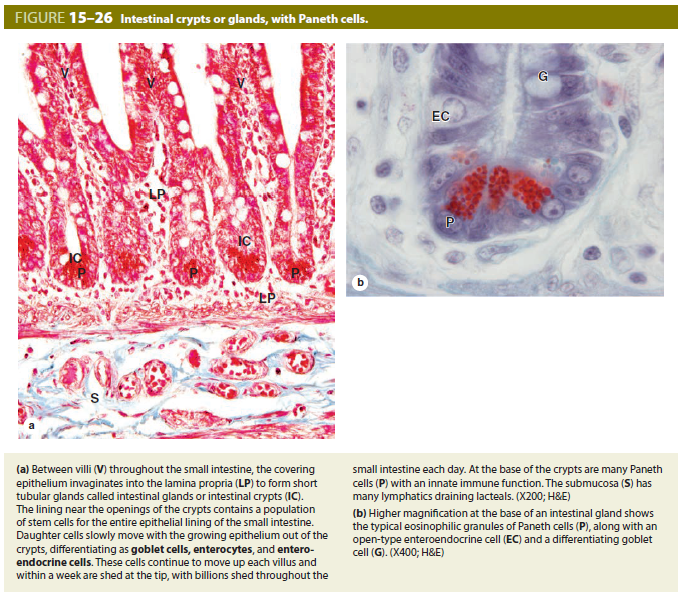 FIGURE 15–26 Intestinal crypts or glands, with Paneth cells.
V V V
LP
IC
IC
P P P
LP
S
a
G
EC
P
b
(a) Between villi (V) throughout the small intestine, the covering
epithelium invaginates into the lamina propria (LP) to form short
tubular glands called intestinal glands or intestinal crypts (IC).
The lining near the openings of the crypts contains a population
of stem cells for the entire epithelial lining of the small intestine.
Daughter cells slowly move with the growing epithelium out of the
crypts, differentiating as goblet cells, enterocytes, and entero-
endocrine cells. These cells continue to move up each villus and
within a week are shed at the tip, with billions shed throughout the
small intestine each day. At the base of the crypts are many Paneth
cells (P) with an innate immune function. The submucosa (S) has
many lymphatics draining lacteals. (X200; H&E)
(b) Higher magnification at the base of an intestinal gland shows
the typical eosinophilic granules of Paneth cells (P), along with an
open-type enteroendocrine cell (EC) and a differentiating goblet
cell (G). (X400; H&E)